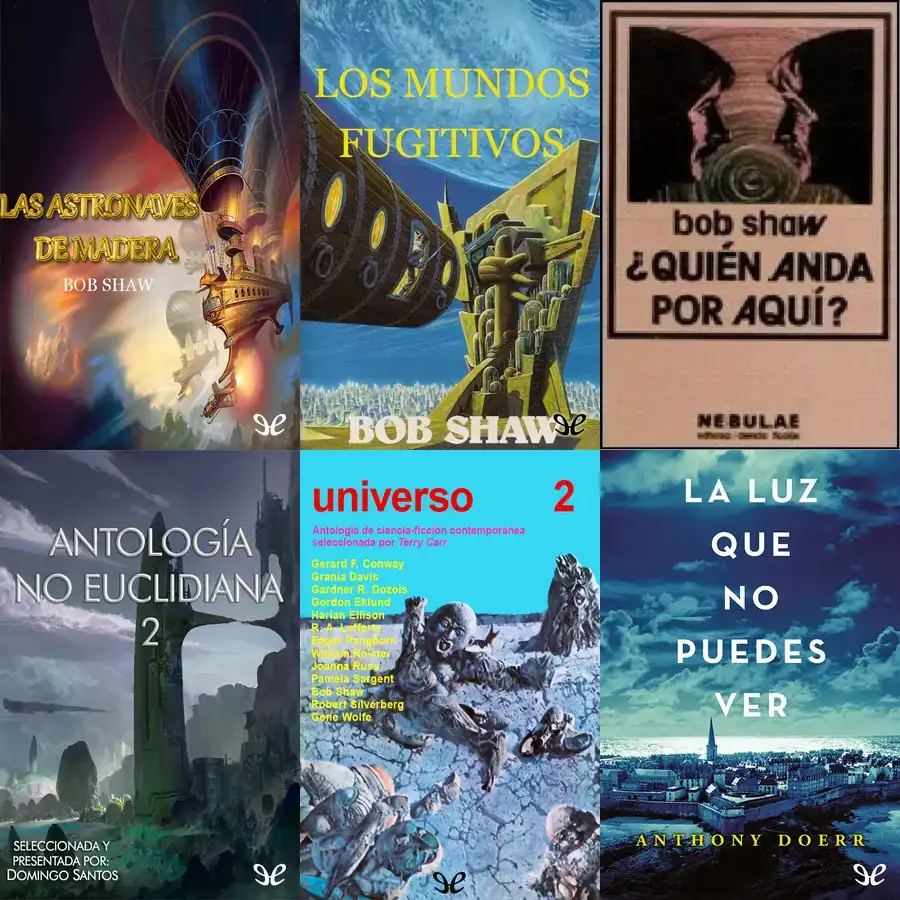 LAS ASTRONAVES
DE MADERA
BOB SHAW
LOS MUNDOS
FUGITIVOS
BOB SHAW
bob shaw
¿QUIÉN ANDA
POR AQUÍ?
NEBULAE
ANTOLOGÍA
NO EUCLIDIANA
2
SELECCIONADA Y
PRESENTADA POR:
DOMINGO SANTOS
universo 2
Antología de ciencia-ficción contemporánea
seleccionada por Terry Carr
Gerard F. Conway
Grania Davis
Gardner R. Dozois
Gordon Eklund
Harlan Ellison
R. A. Lafferty
Edgar Pangborn
William Rotsler
Joanna Russ
Pamela Sargent
Bob Shaw
Robert Silverberg
Gene Wolfe
LA LUZ
QUE
NO
PUEDES
VER
ANTHONY DOERR